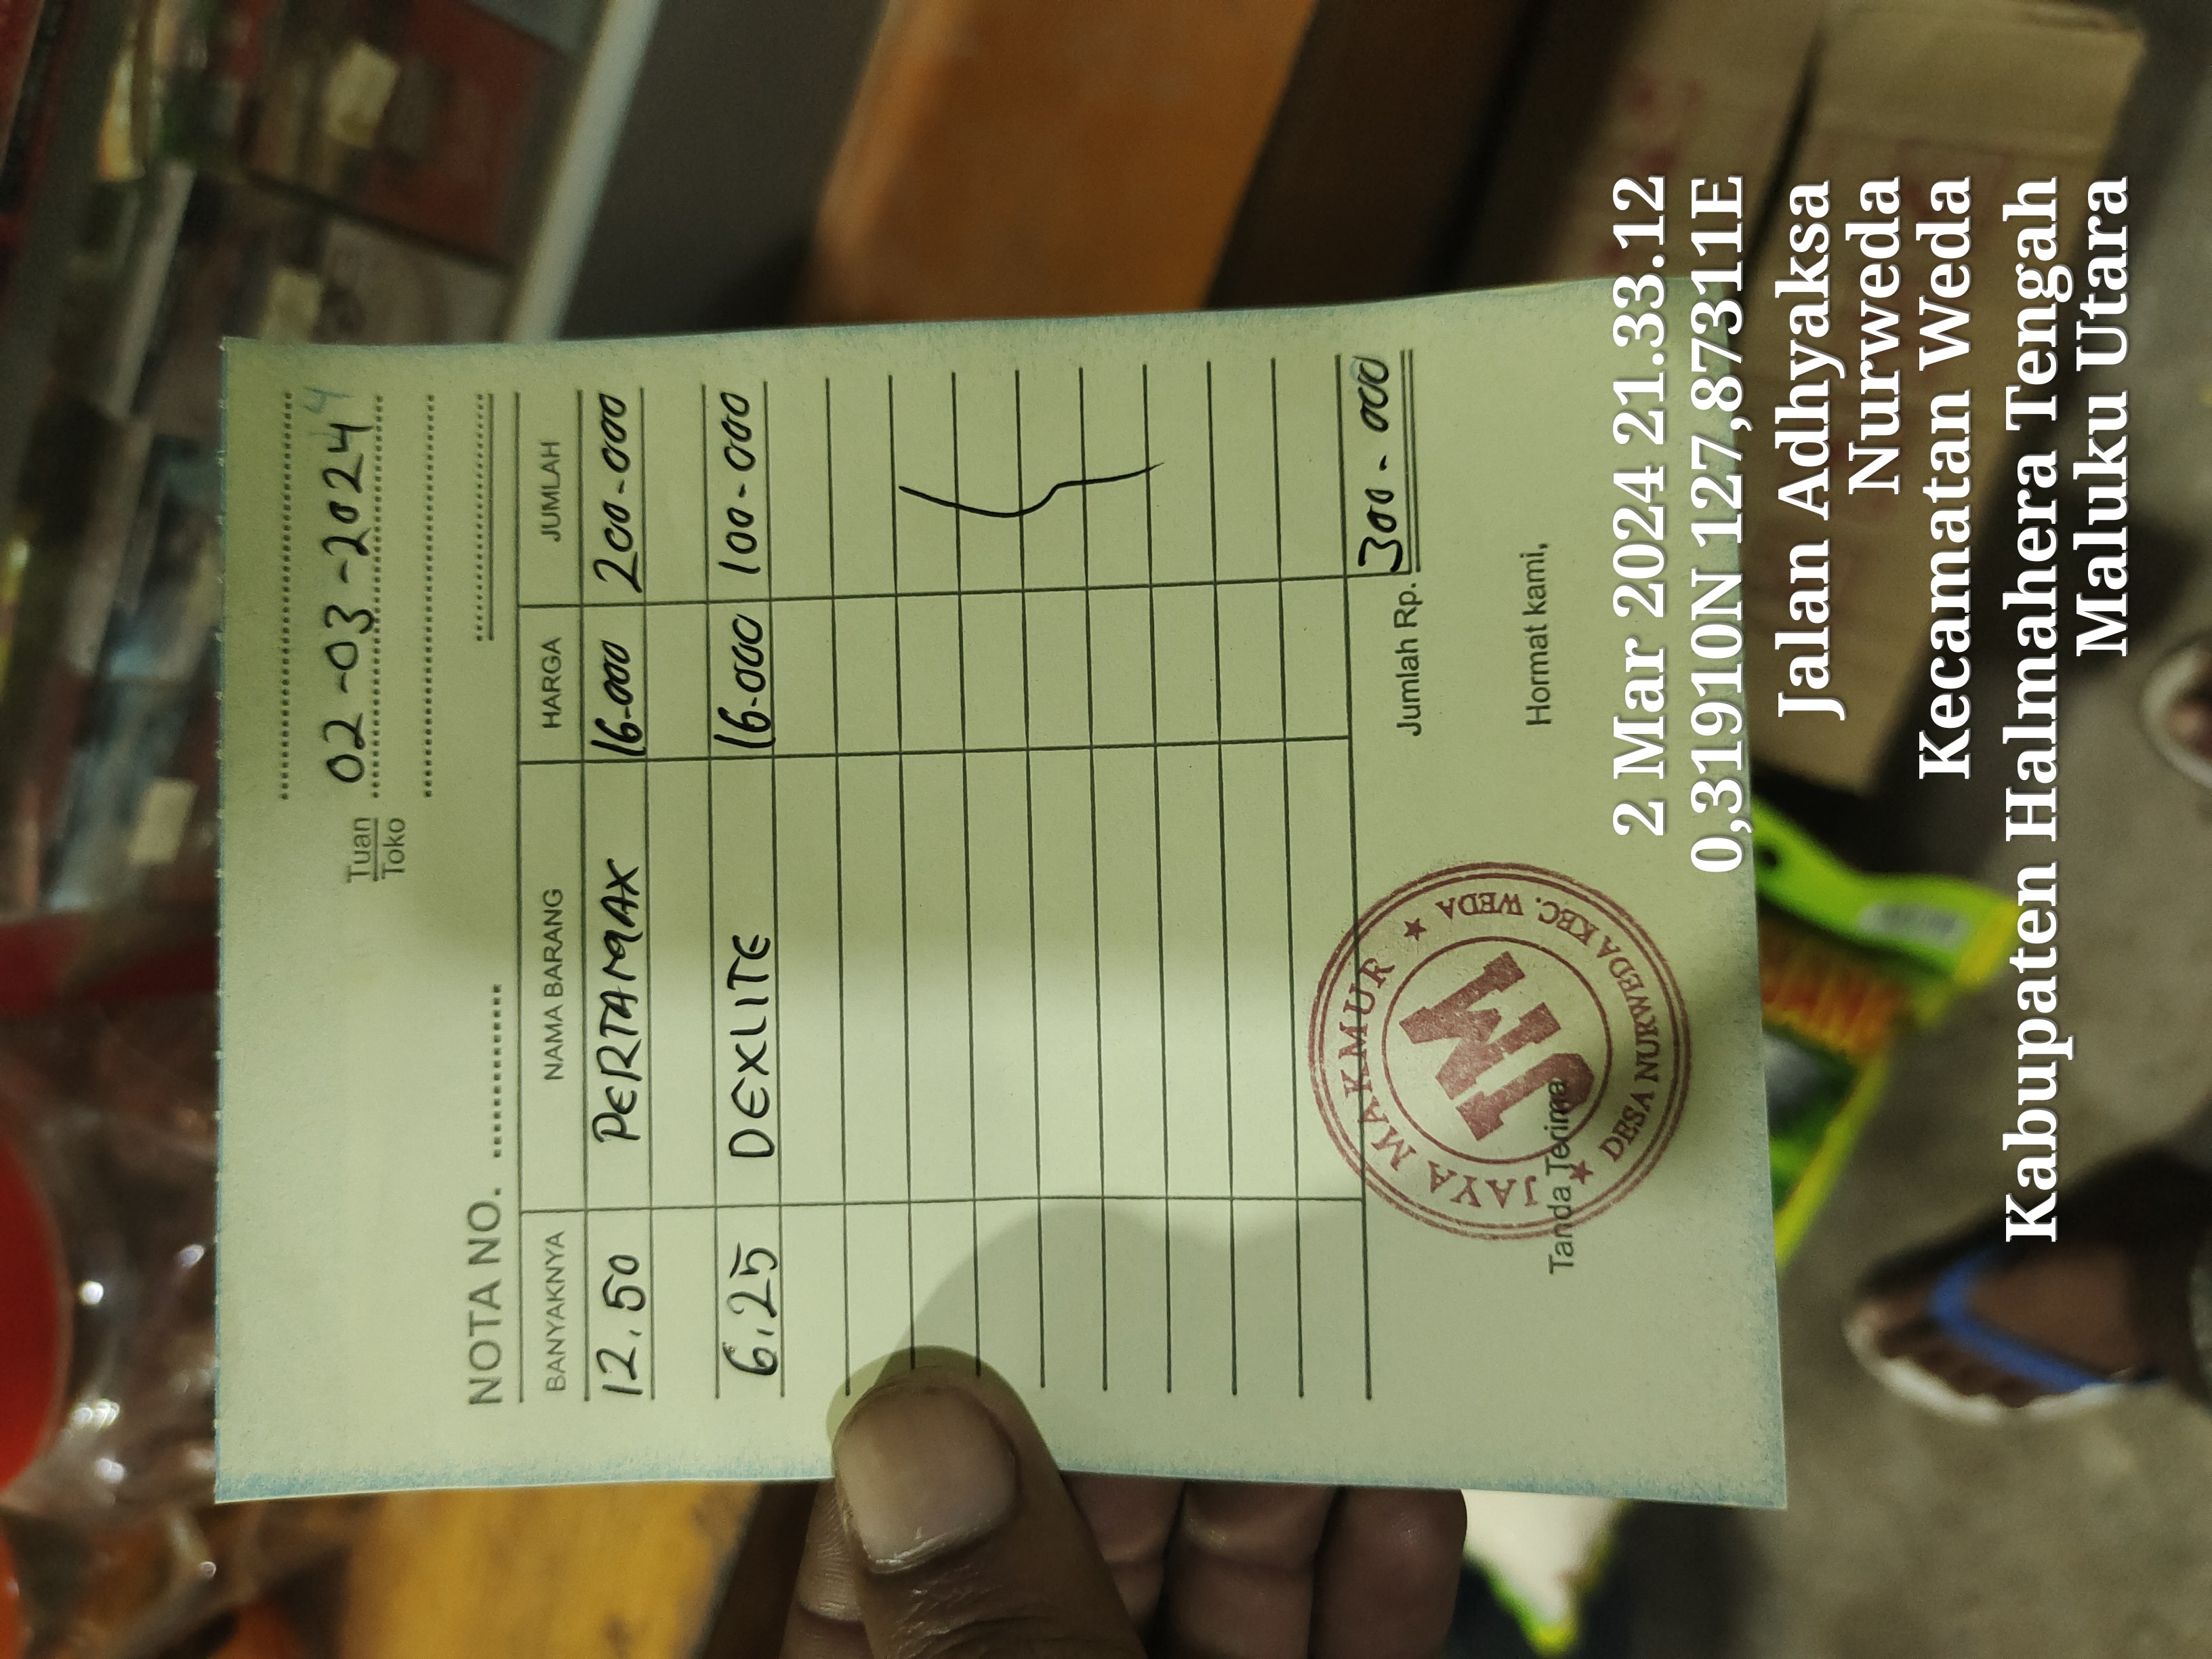 02-03-2024
Tuan
Toko
NOTA NO.
BANYAKNYA NAMA BARANG HARGA JUMLAH
12.50 PERTAMAX 16.000 200.000
6.25 DEXLITE 16.000 100-000
Jumlah Rp. 300-000
Tanda Terima Hormat kami,
JAYA MAKMUR
JM
DESA NURWEDA KEC. WEDA
2 Mar 2024 21.33.12
0,31910N 127,87311E
Jalan Adhyaksa
Nurweda
Kecamatan Weda
Kabupaten Halmahera Tengah
Maluku Utara